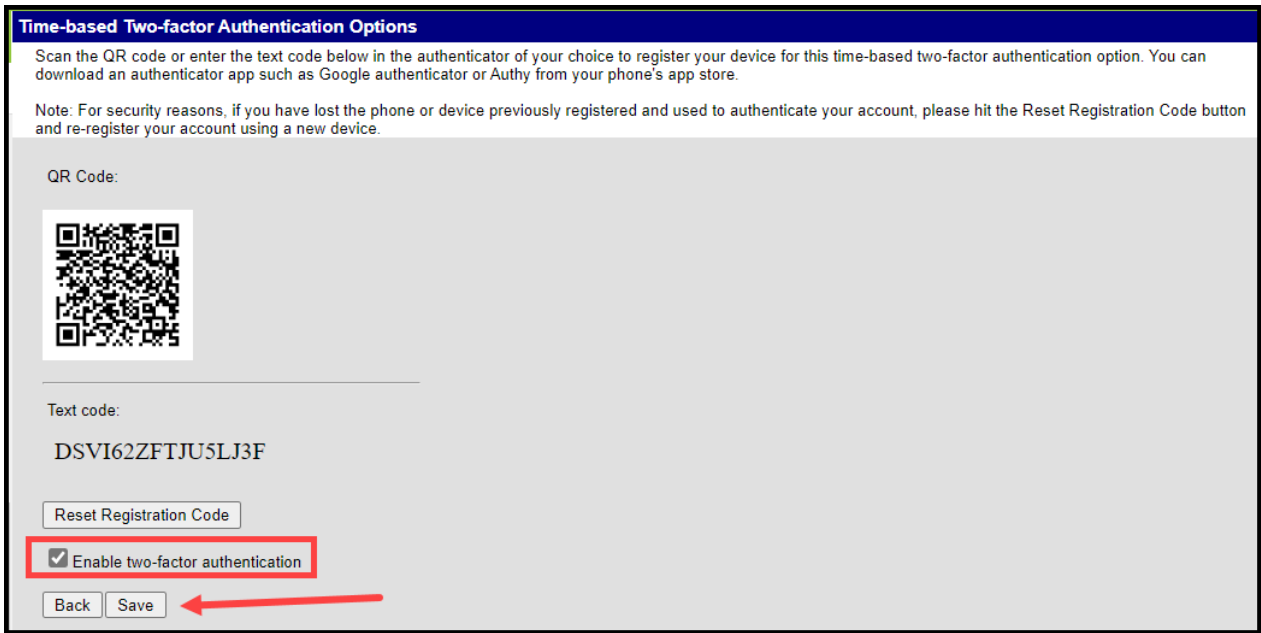 Time-based Two-factor Authentication Options
Scan the QR code or enter the text code below in the authenticator of your choice to register your device for this time-based two-factor authentication option. You can
download an authenticator app such as Google authenticator or Authy from your phone's app store.
Note: For security reasons, if you have lost the phone or device previously registered and used to authenticate your account, please hit the Reset Registration Code button
and re-register your account using a new device.
QR Code:
Text code:
DSVI62ZFTJU5LJ3F
Reset Registration Code
Enable two-factor authentication
Back Save